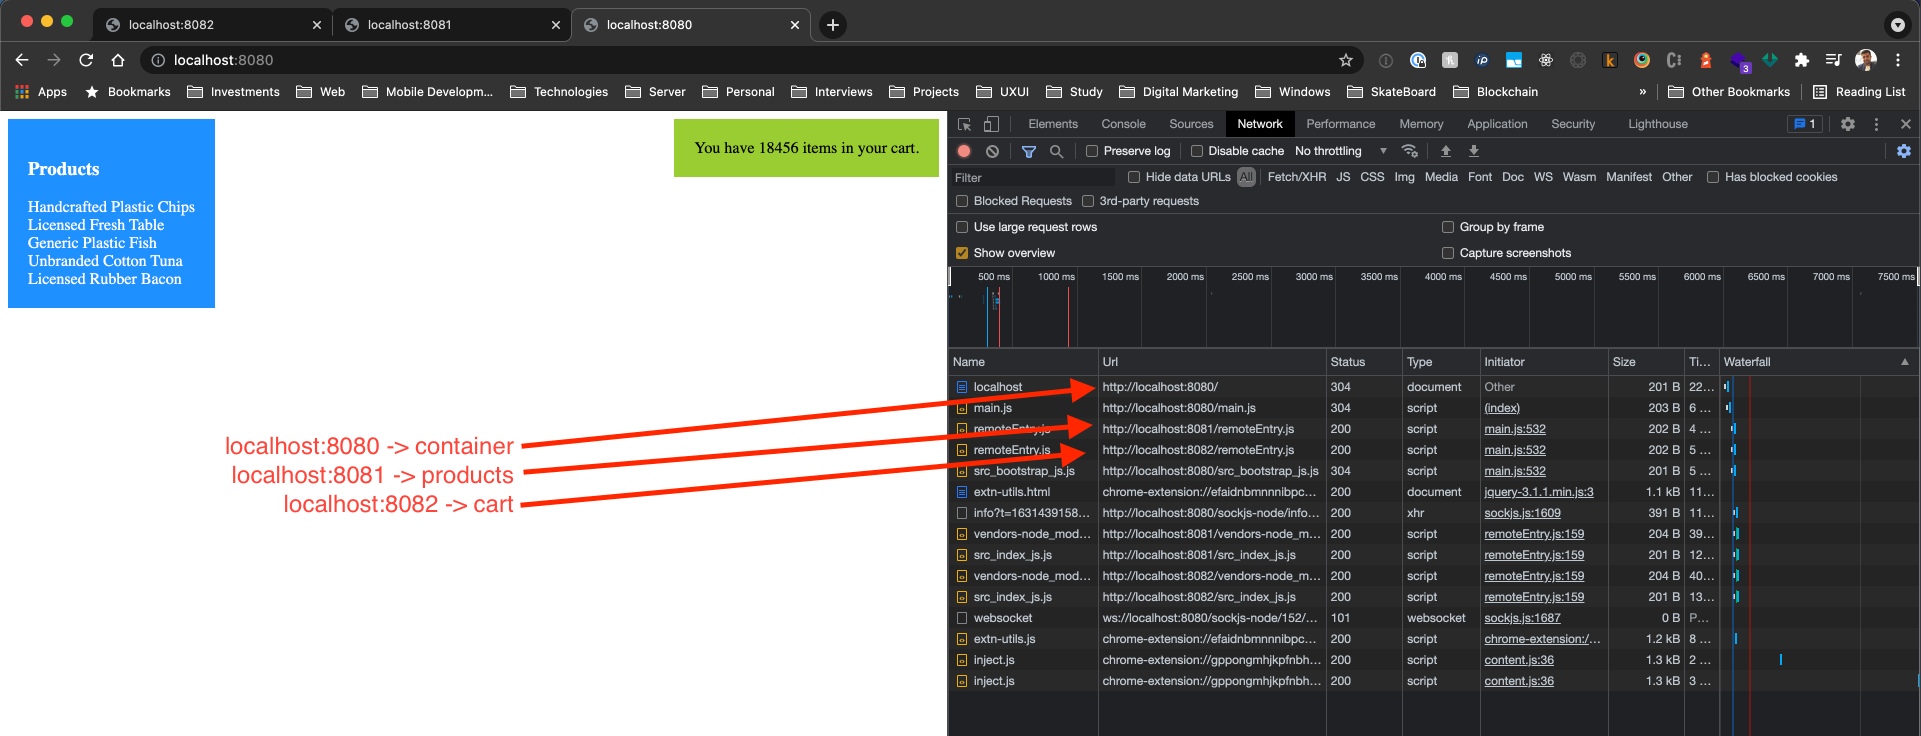 localhost:8082
localhost:8081
localhost:8080
localhost:8080
3
Apps Bookmarks Investments Web Mobile Developm... Technologies Server Personal Interviews Projects UXUI Study Digital Marketing Windows SkateBoard Blockchain » Other Bookmarks Reading List
Products
Handcrafted Plastic Chips
Licensed Fresh Table
Generic Plastic Fish
Unbranded Cotton Tuna
Licensed Rubber Bacon
You have 18456 items in your cart.
localhost:8080 -> container
localhost:8081 -> products
localhost:8082 -> cart
Elements Console Sources Network Performance Memory Application Security Lighthouse 1
Preserve log Disable cache No throttling
Filter Hide data URLs All Fetch/XHR JS CSS Img Media Font Doc WS Wasm Manifest Other Has blocked cookies
Blocked Requests 3rd-party requests
Use large request rows Group by frame
Show overview Capture screenshots
500 ms 1000 ms 1500 ms 2000 ms 2500 ms 3000 ms 3500 ms 4000 ms 4500 ms 5000 ms 5500 ms 6000 ms 6500 ms 7000 ms 7500 ms
Name Url Status Type Initiator Size Ti... Waterfall
localhost http://localhost:8080/ 304 document Other 201 B 22...
main.js http://localhost:8080/main.js 304 script (index) 203 B 6 ...
remoteEntry.js http://localhost:8081/remoteEntry.js 200 script main.js:532 202 B 4 ...
remoteEntry.js http://localhost:8082/remoteEntry.js 200 script main.js:532 202 B 5 ...
src_bootstrap_js.js http://localhost:8080/src_bootstrap_js.js 304 script main.js:532 201 B 5 ...
extn-utils.html chrome-extension://efaidnbmnnnibpc... 200 document jquery-3.1.1.min.js:3 1.1 kB 11...
info?t=1631439158... http://localhost:8080/sockjs-node/info... 200 xhr sockjs.js:1609 391 B 11...
vendors-node_mod... http://localhost:8081/vendors-node_m... 200 script remoteEntry.js:159 204 B 39...
src_index_js.js http://localhost:8081/src_index_js.js 200 script remoteEntry.js:159 201 B 12...
vendors-node_mod... http://localhost:8082/vendors-node_m... 200 script remoteEntry.js:159 204 B 40...
src_index_js.js http://localhost:8082/src_index_js.js 200 script remoteEntry.js:159 201 B 13...
websocket ws://localhost:8080/sockjs-node/152/... 101 websocket sockjs.js:1687 0 B P...
extn-utils.js chrome-extension://efaidnbmnnnibpc... 200 script chrome-extension:/... 1.2 kB 8 ...
inject.js chrome-extension://gppongmhjkpfnbh... 200 script content.js:36 1.3 kB 2 ...
inject.js chrome-extension://gppongmhjkpfnbh... 200 script content.js:36 1.3 kB 3 ...